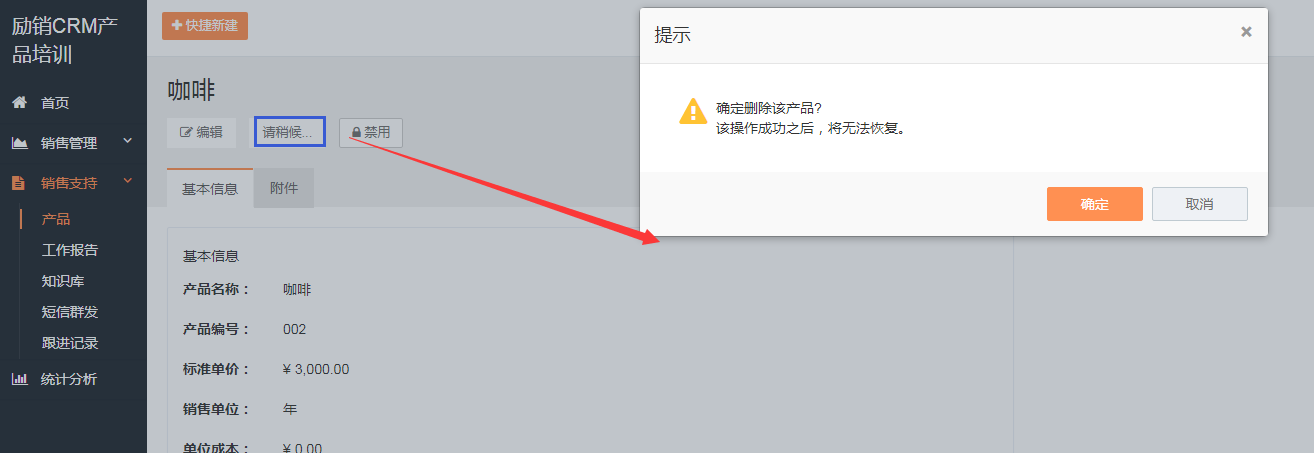 励销CRM产
品培训
首页
销售管理
销售支持
产品
工作报告
知识库
短信群发
跟进记录
统计分析
快捷新建
咖啡
编辑
请稍候...
禁用
基本信息
附件
基本信息
产品名称：
咖啡
产品编号：
002
标准单价：
¥ 3,000.00
销售单位：
年
单位成本：
¥ 0.00
提示
×
确定删除该产品?
该操作成功之后，将无法恢复。
确定
取消